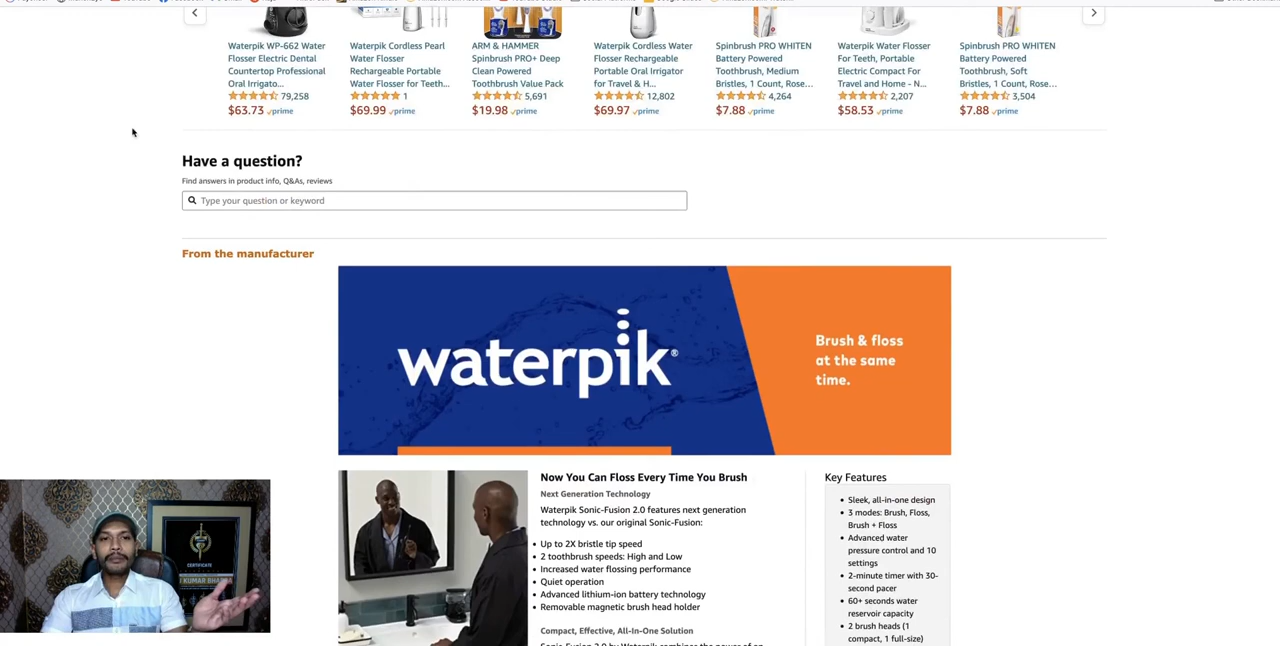 Waterpik WP-662 Water
Flosser Electric Dental
Countertop Professional
Oral Irrigato...
79,258
$63.73 prime
Waterpik Cordless Pearl
Water Flosser
Rechargeable Portable
Water Flosser for Teeth...
1
$69.99 prime
ARM & HAMMER
Spinbrush PRO+ Deep
Clean Powered
Toothbrush Value Pack
5,691
$19.98 prime
Waterpik Cordless Water
Flosser Rechargeable
Portable Oral Irrigator
for Travel & H...
12,802
$69.97 prime
Spinbrush PRO WHITEN
Battery Powered
Toothbrush, Medium
Bristles, 1 Count, Rose...
4,264
$7.88 prime
Waterpik Water Flosser
For Teeth, Portable
Electric Compact For
Travel and Home - N...
2,207
$58.53 prime
Spinbrush PRO WHITEN
Battery Powered
Toothbrush, Soft
Bristles, 1 Count, Rose...
3,504
$7.88 prime
Have a question?
Find answers in product info, Q&As, reviews
Type your question or keyword
From the manufacturer
waterpik®
Brush & floss
at the same
time.
Now You Can Floss Every Time You Brush
Next Generation Technology
Waterpik Sonic-Fusion 2.0 features next generation
technology vs. our original Sonic-Fusion:
• Up to 2X bristle tip speed
• 2 toothbrush speeds: High and Low
• Increased water flossing performance
• Quiet operation
• Advanced lithium-ion battery technology
• Removable magnetic brush head holder
Compact, Effective, All-In-One Solution
Key Features
• Sleek, all-in-one design
• 3 modes: Brush, Floss,
Brush + Floss
• Advanced water
pressure control and 10
settings
• 2-minute timer with 30-
second pacer
• 60+ seconds water
reservoir capacity
• 2 brush heads (1
compact, 1 full-size)
CERTIFICATE